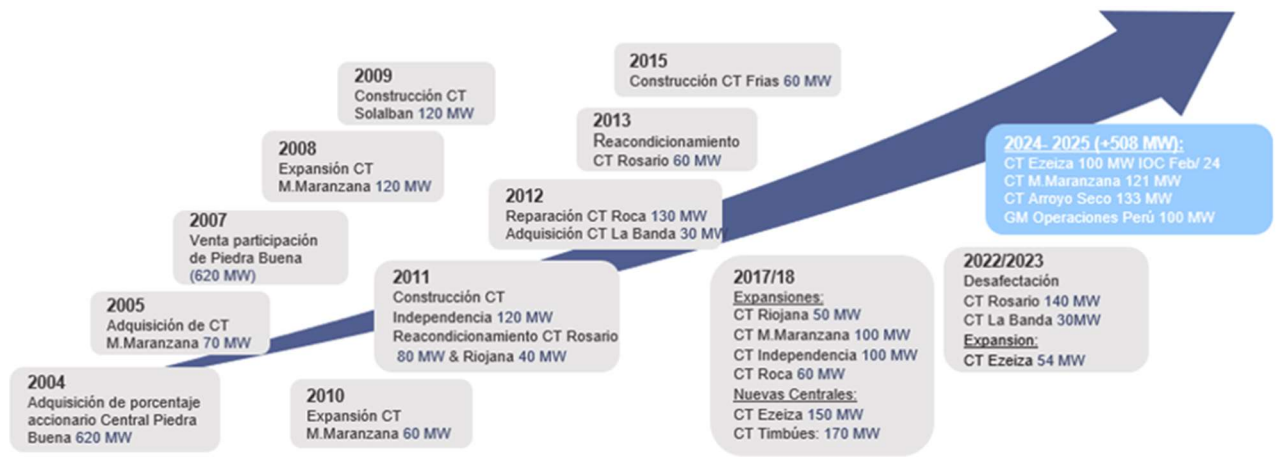 2004
Adquisición de porcentaje
accionario Central Piedra
Buena 620 MW
2005
Adquisición de CT
M.Maranzana 70 MW
2007
Venta participación
de Piedra Buena
(620 MW)
2008
Expansión CT
M.Maranzana 120 MW
2009
Construcción CT
Solalban 120 MW
2010
Expansión CT
M.Maranzana 60 MW
2011
Construcción CT
Independencia 120 MW
Reacondicionamiento CT Rosario
80 MW & Riojana 40 MW
2012
Reparación CT Roca 130 MW
Adquisición CT La Banda 30 MW
2013
Reacondicionamiento
CT Rosario 60 MW
2015
Construcción CT Frias 60 MW
2017/18
Expansiones:
CT Riojana 50 MW
CT M.Maranzana 100 MW
CT Independencia 100 MW
CT Roca 60 MW
Nuevas Centrales:
CT Ezeiza 150 MW
CT Timbúes: 170 MW
2022/2023
Desafectación
CT Rosario 140 MW
CT La Banda 30MW
Expansion:
CT Ezeiza 54 MW
2024- 2025 (+508 MW):
CT Ezeiza 100 MW IOC Feb/ 24
CT M.Maranzana 121 MW
CT Arroyo Seco 133 MW
GM Operaciones Perú 100 MW